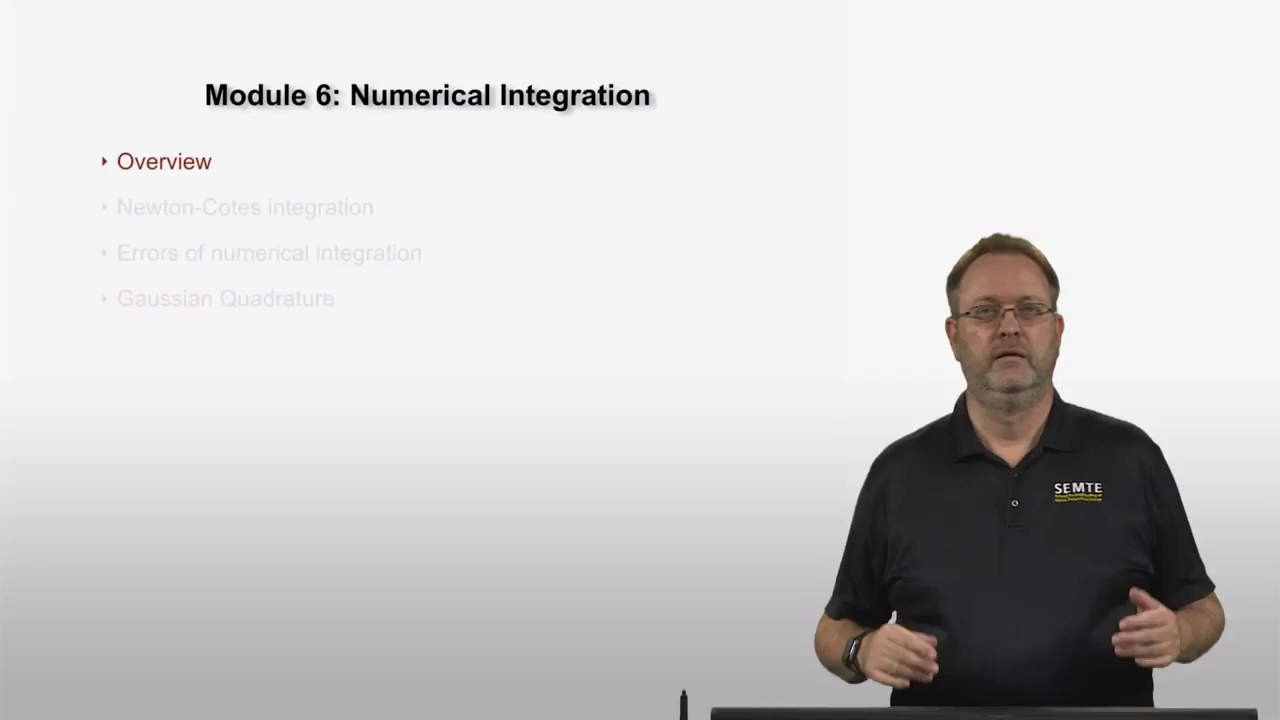 Module 6: Numerical Integration
Overview
Newton-Cotes integration
Errors of numerical integration
Gaussian Quadrature
SEMTE